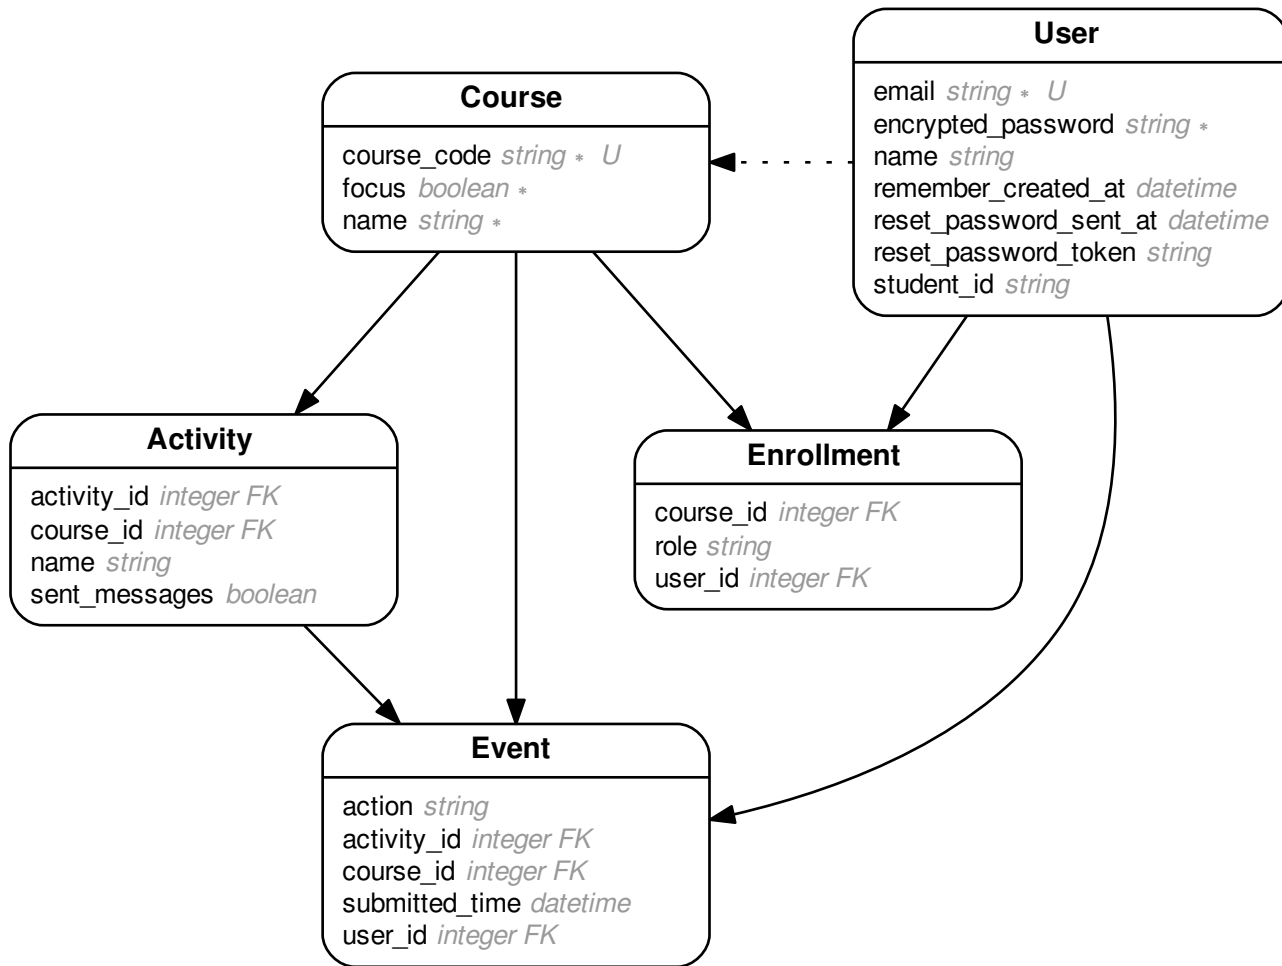 User
email string * U
encrypted_password string *
name string
remember_created_at datetime
reset_password_sent_at datetime
reset_password_token string
student_id string
Course
course_code string * U
focus boolean *
name string *
Activity
activity_id integer FK
course_id integer FK
name string
sent_messages boolean
Enrollment
course_id integer FK
role string
user_id integer FK
Event
action string
activity_id integer FK
course_id integer FK
submitted_time datetime
user_id integer FK